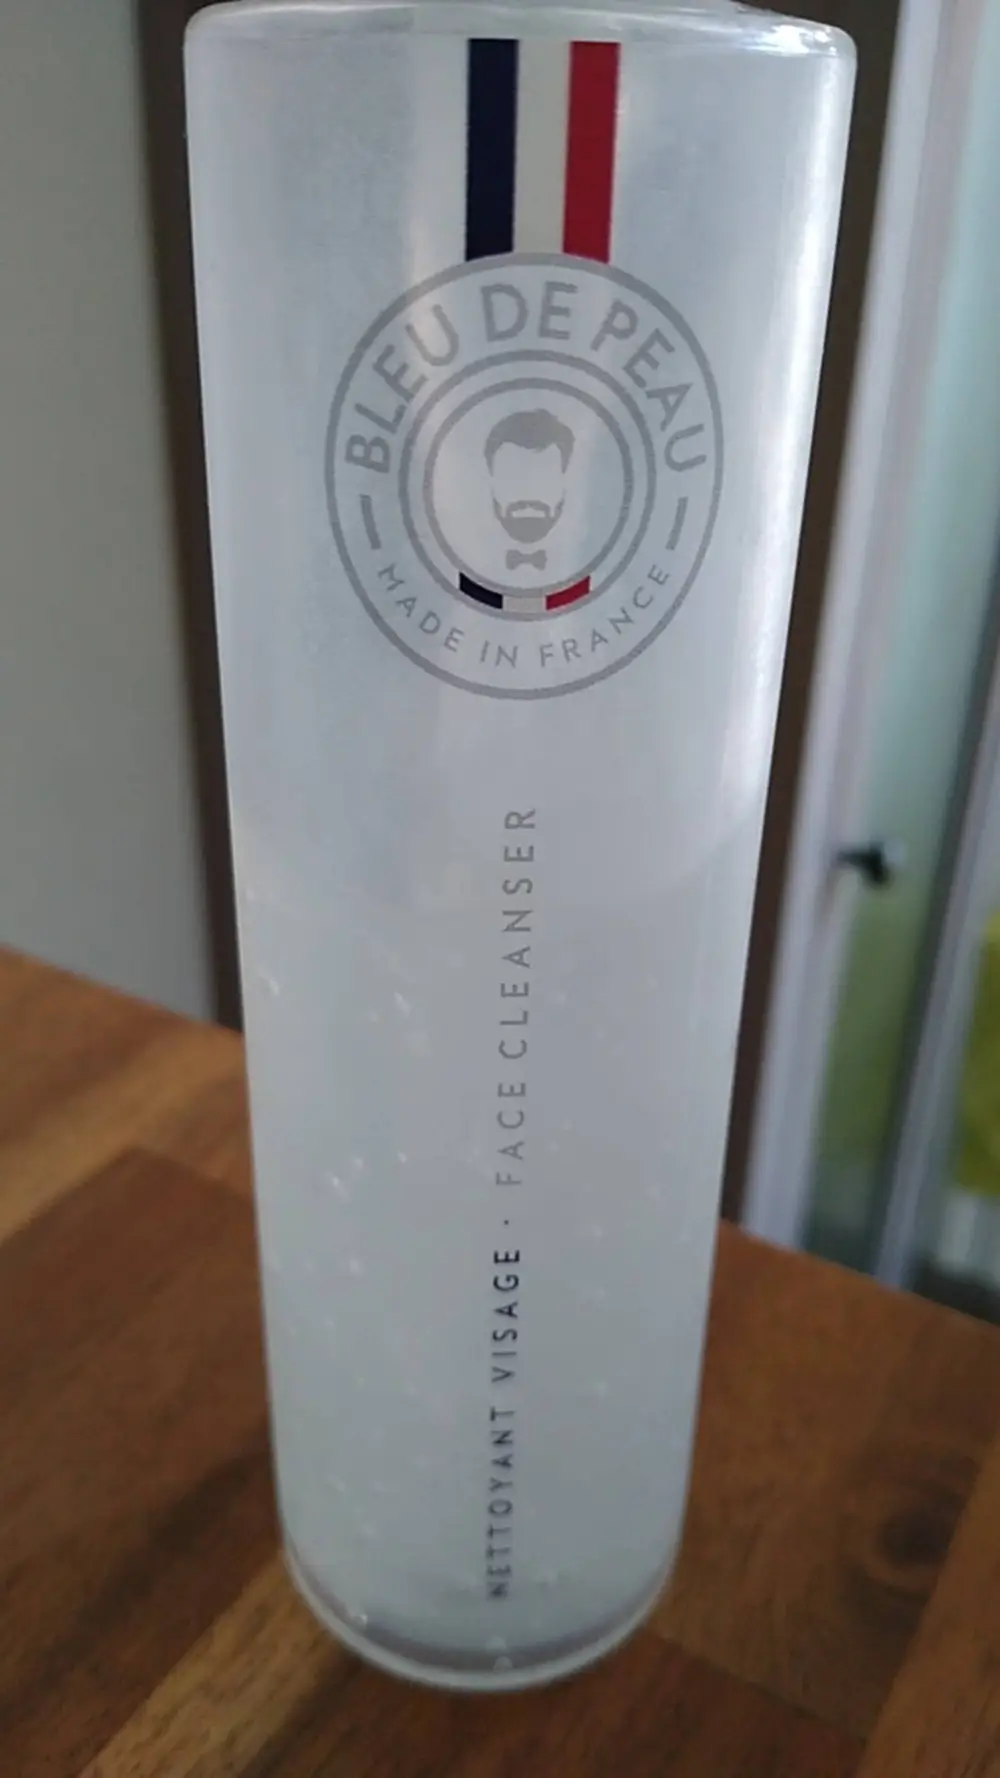 BLEU DE PEAU
MADE IN FRANCE
NETTOYANT VISAGE · FACE CLEANSER